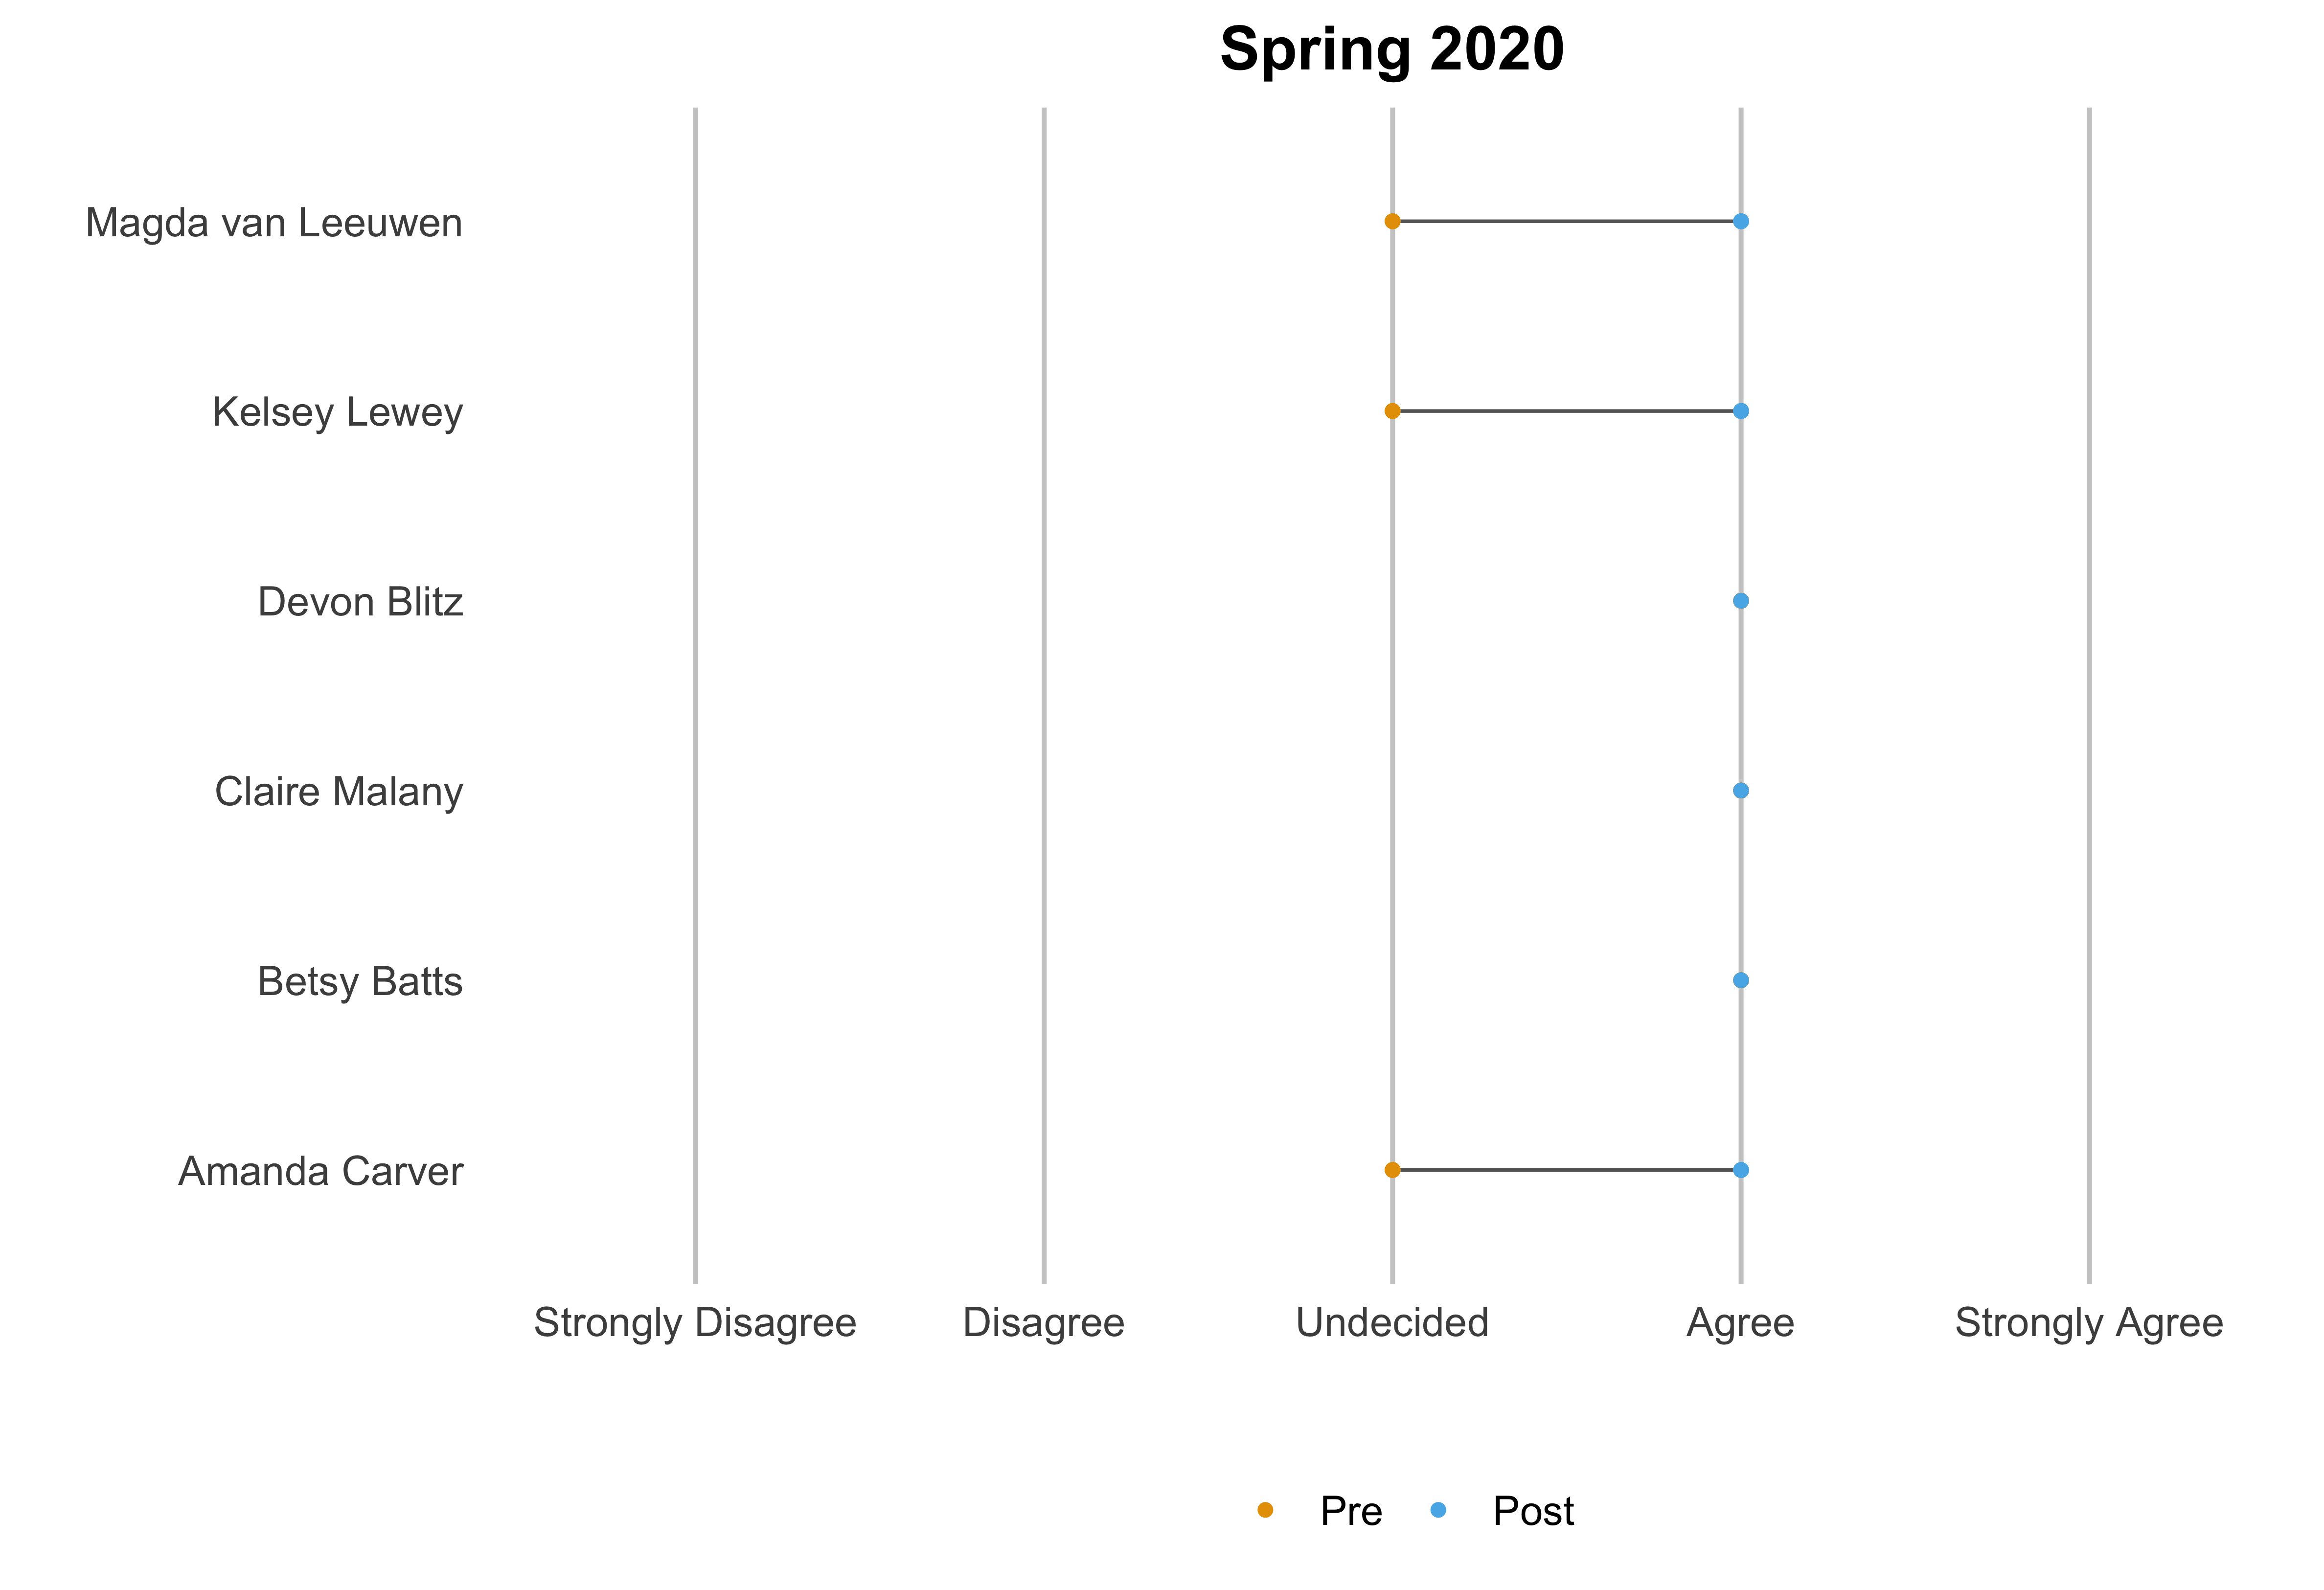 Spring 2020
Magda van Leeuwen
Kelsey Lewey
Devon Blitz
Claire Malany
Betsy Batts
Amanda Carver
Strongly Disagree Disagree Undecided Agree Strongly Agree
Pre Post